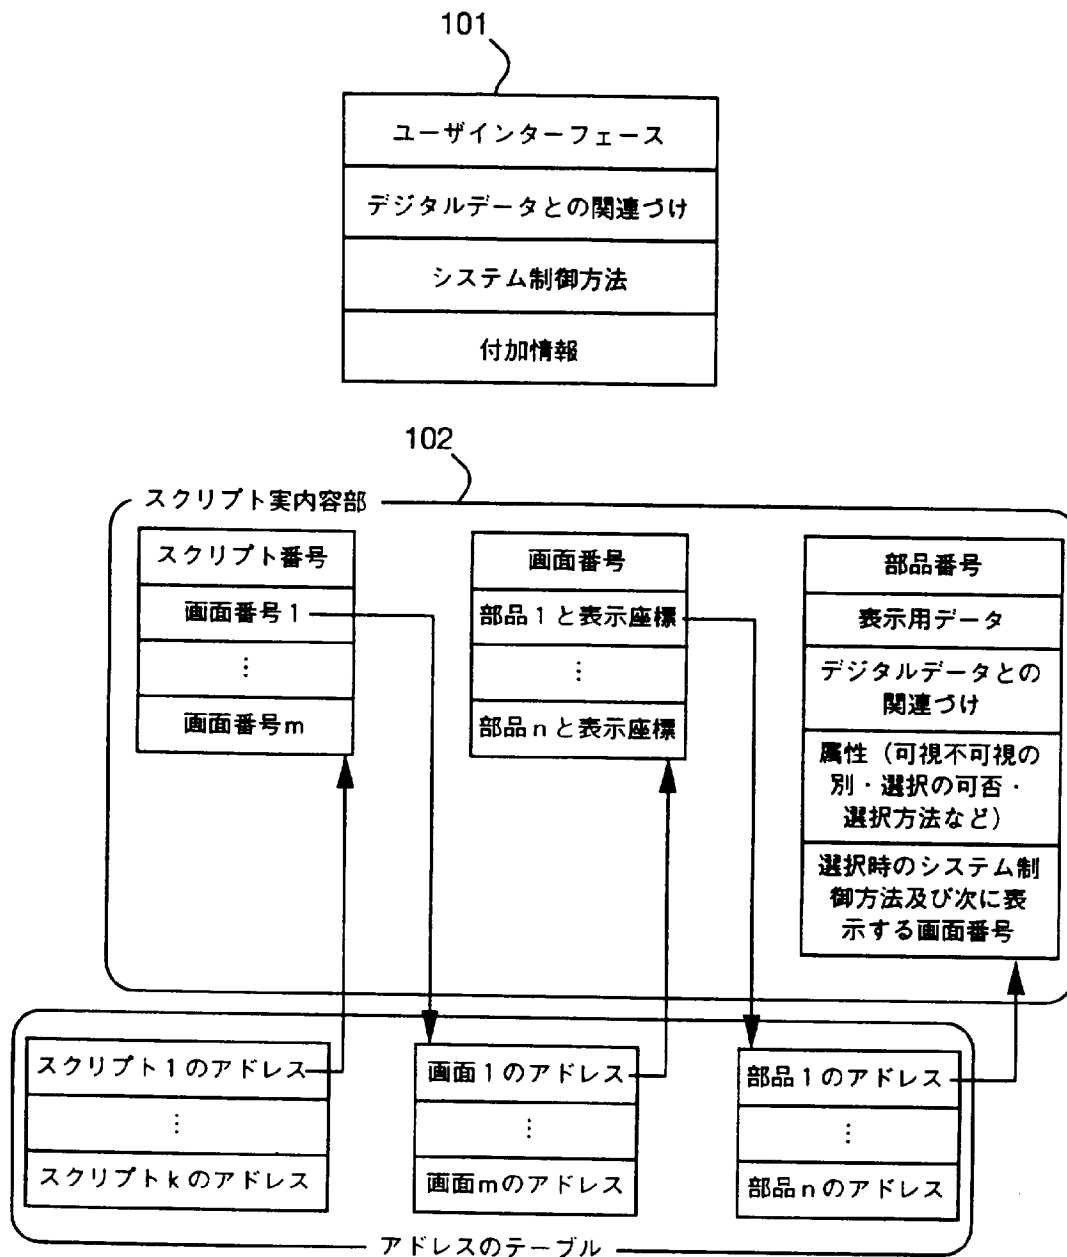 101
ユーザインターフェース
デジタルデータとの関連づけ
システム制御方法
付加情報
102
スクリプト実内容部
スクリプト番号
画面番号1
⋮
画面番号m
画面番号
部品1と表示座標
⋮
部品nと表示座標
部品番号
表示用データ
デジタルデータとの
関連づけ
属性（可視不可視の
別・選択の可否・
選択方法など）
選択時のシステム制
御方法及び次に表
示する画面番号
スクリプト1のアドレス
⋮
スクリプトkのアドレス
画面1のアドレス
⋮
画面mのアドレス
部品1のアドレス
⋮
部品nのアドレス
アドレスのテーブル